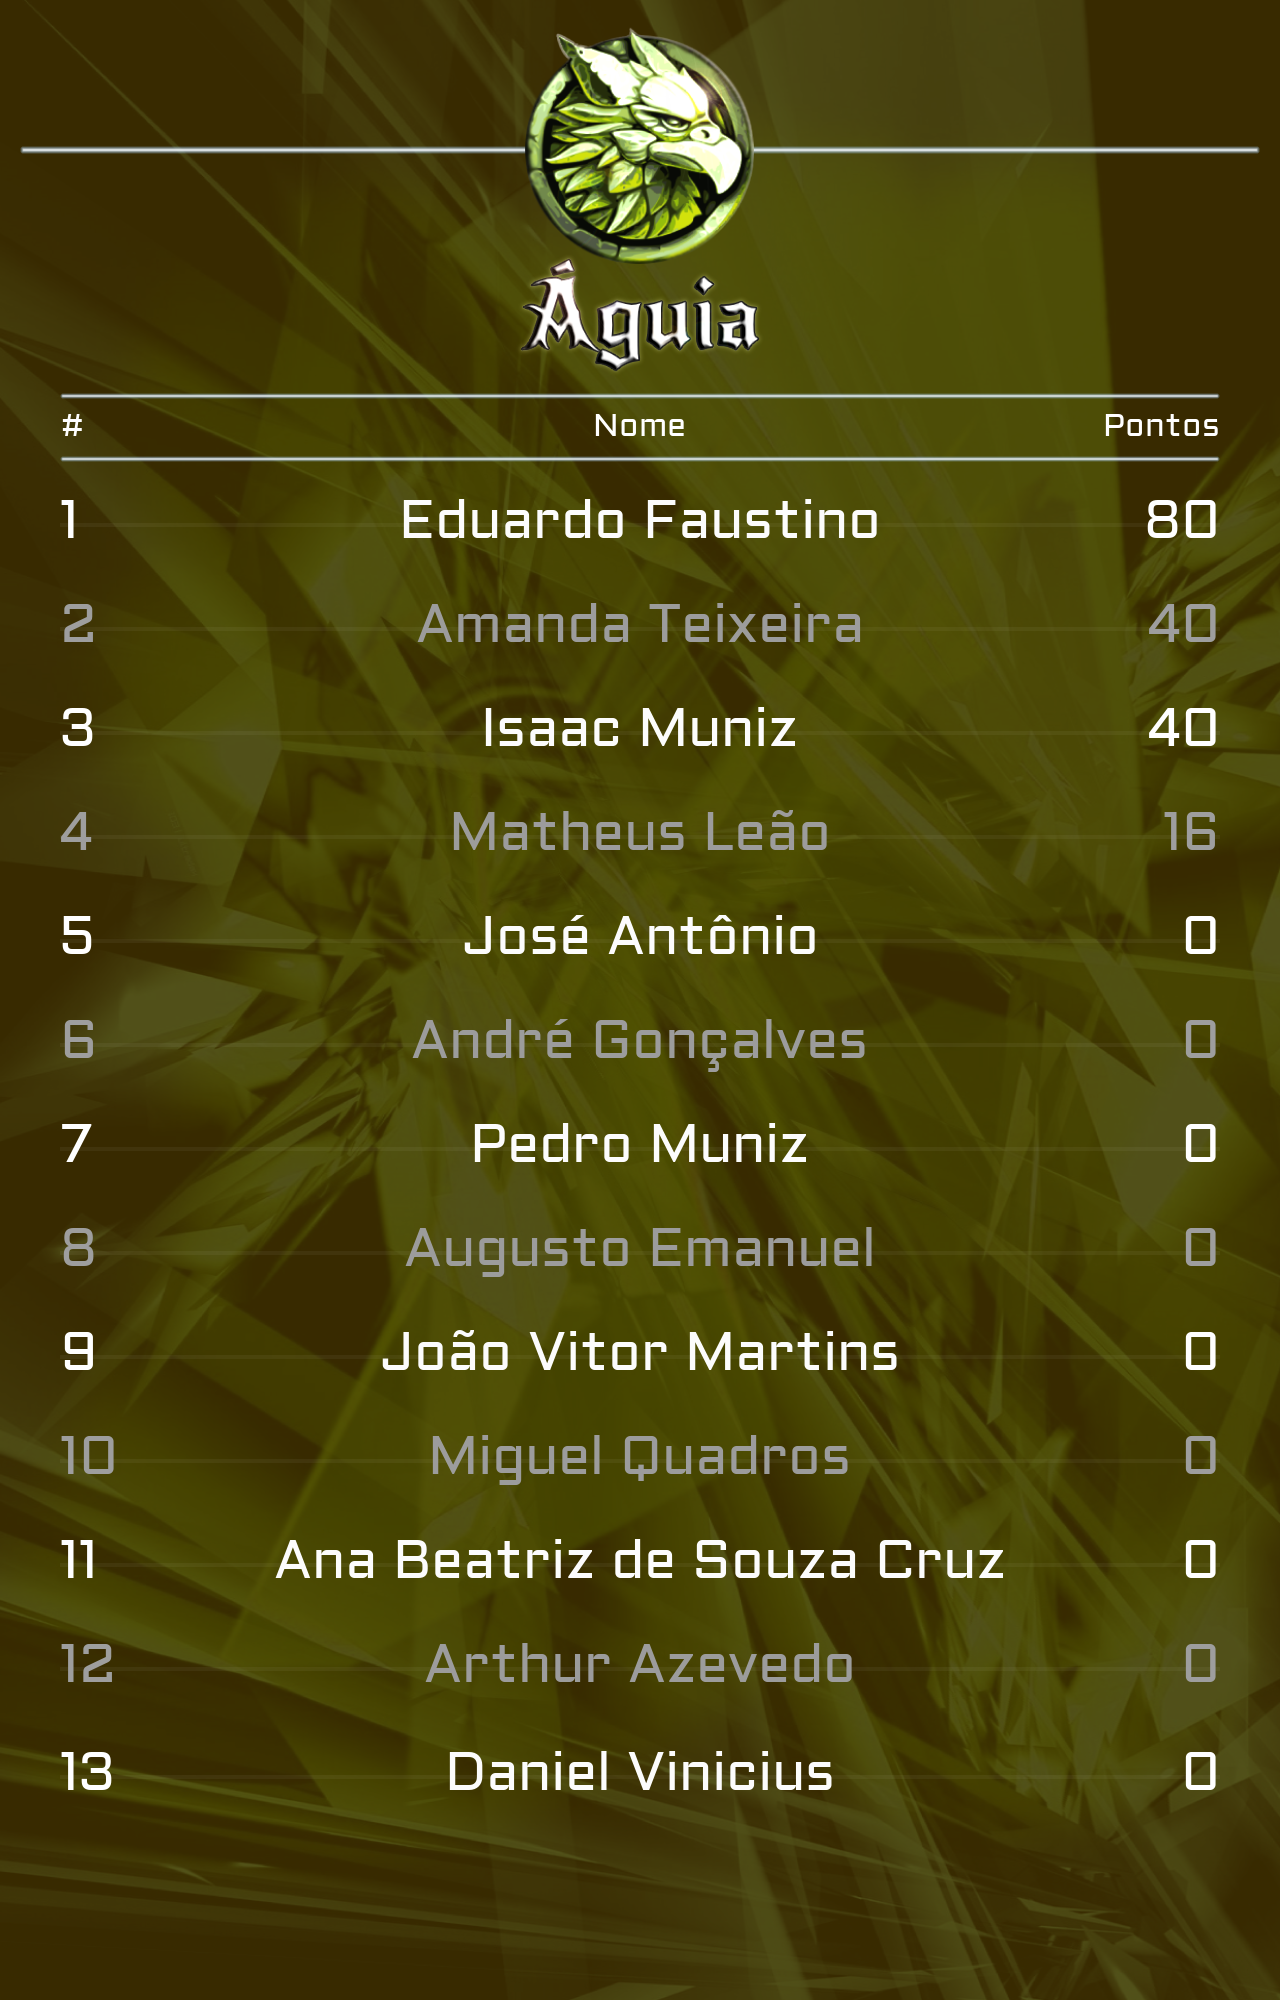 Águia
# Nome Pontos
1 Eduardo Faustino 80
2 Amanda Teixeira 40
3 Isaac Muniz 40
4 Matheus Leão 16
5 José Antônio 0
6 André Gonçalves 0
7 Pedro Muniz 0
8 Augusto Emanuel 0
9 João Vitor Martins 0
10 Miguel Quadros 0
11 Ana Beatriz de Souza Cruz 0
12 Arthur Azevedo 0
13 Daniel Vinicius 0